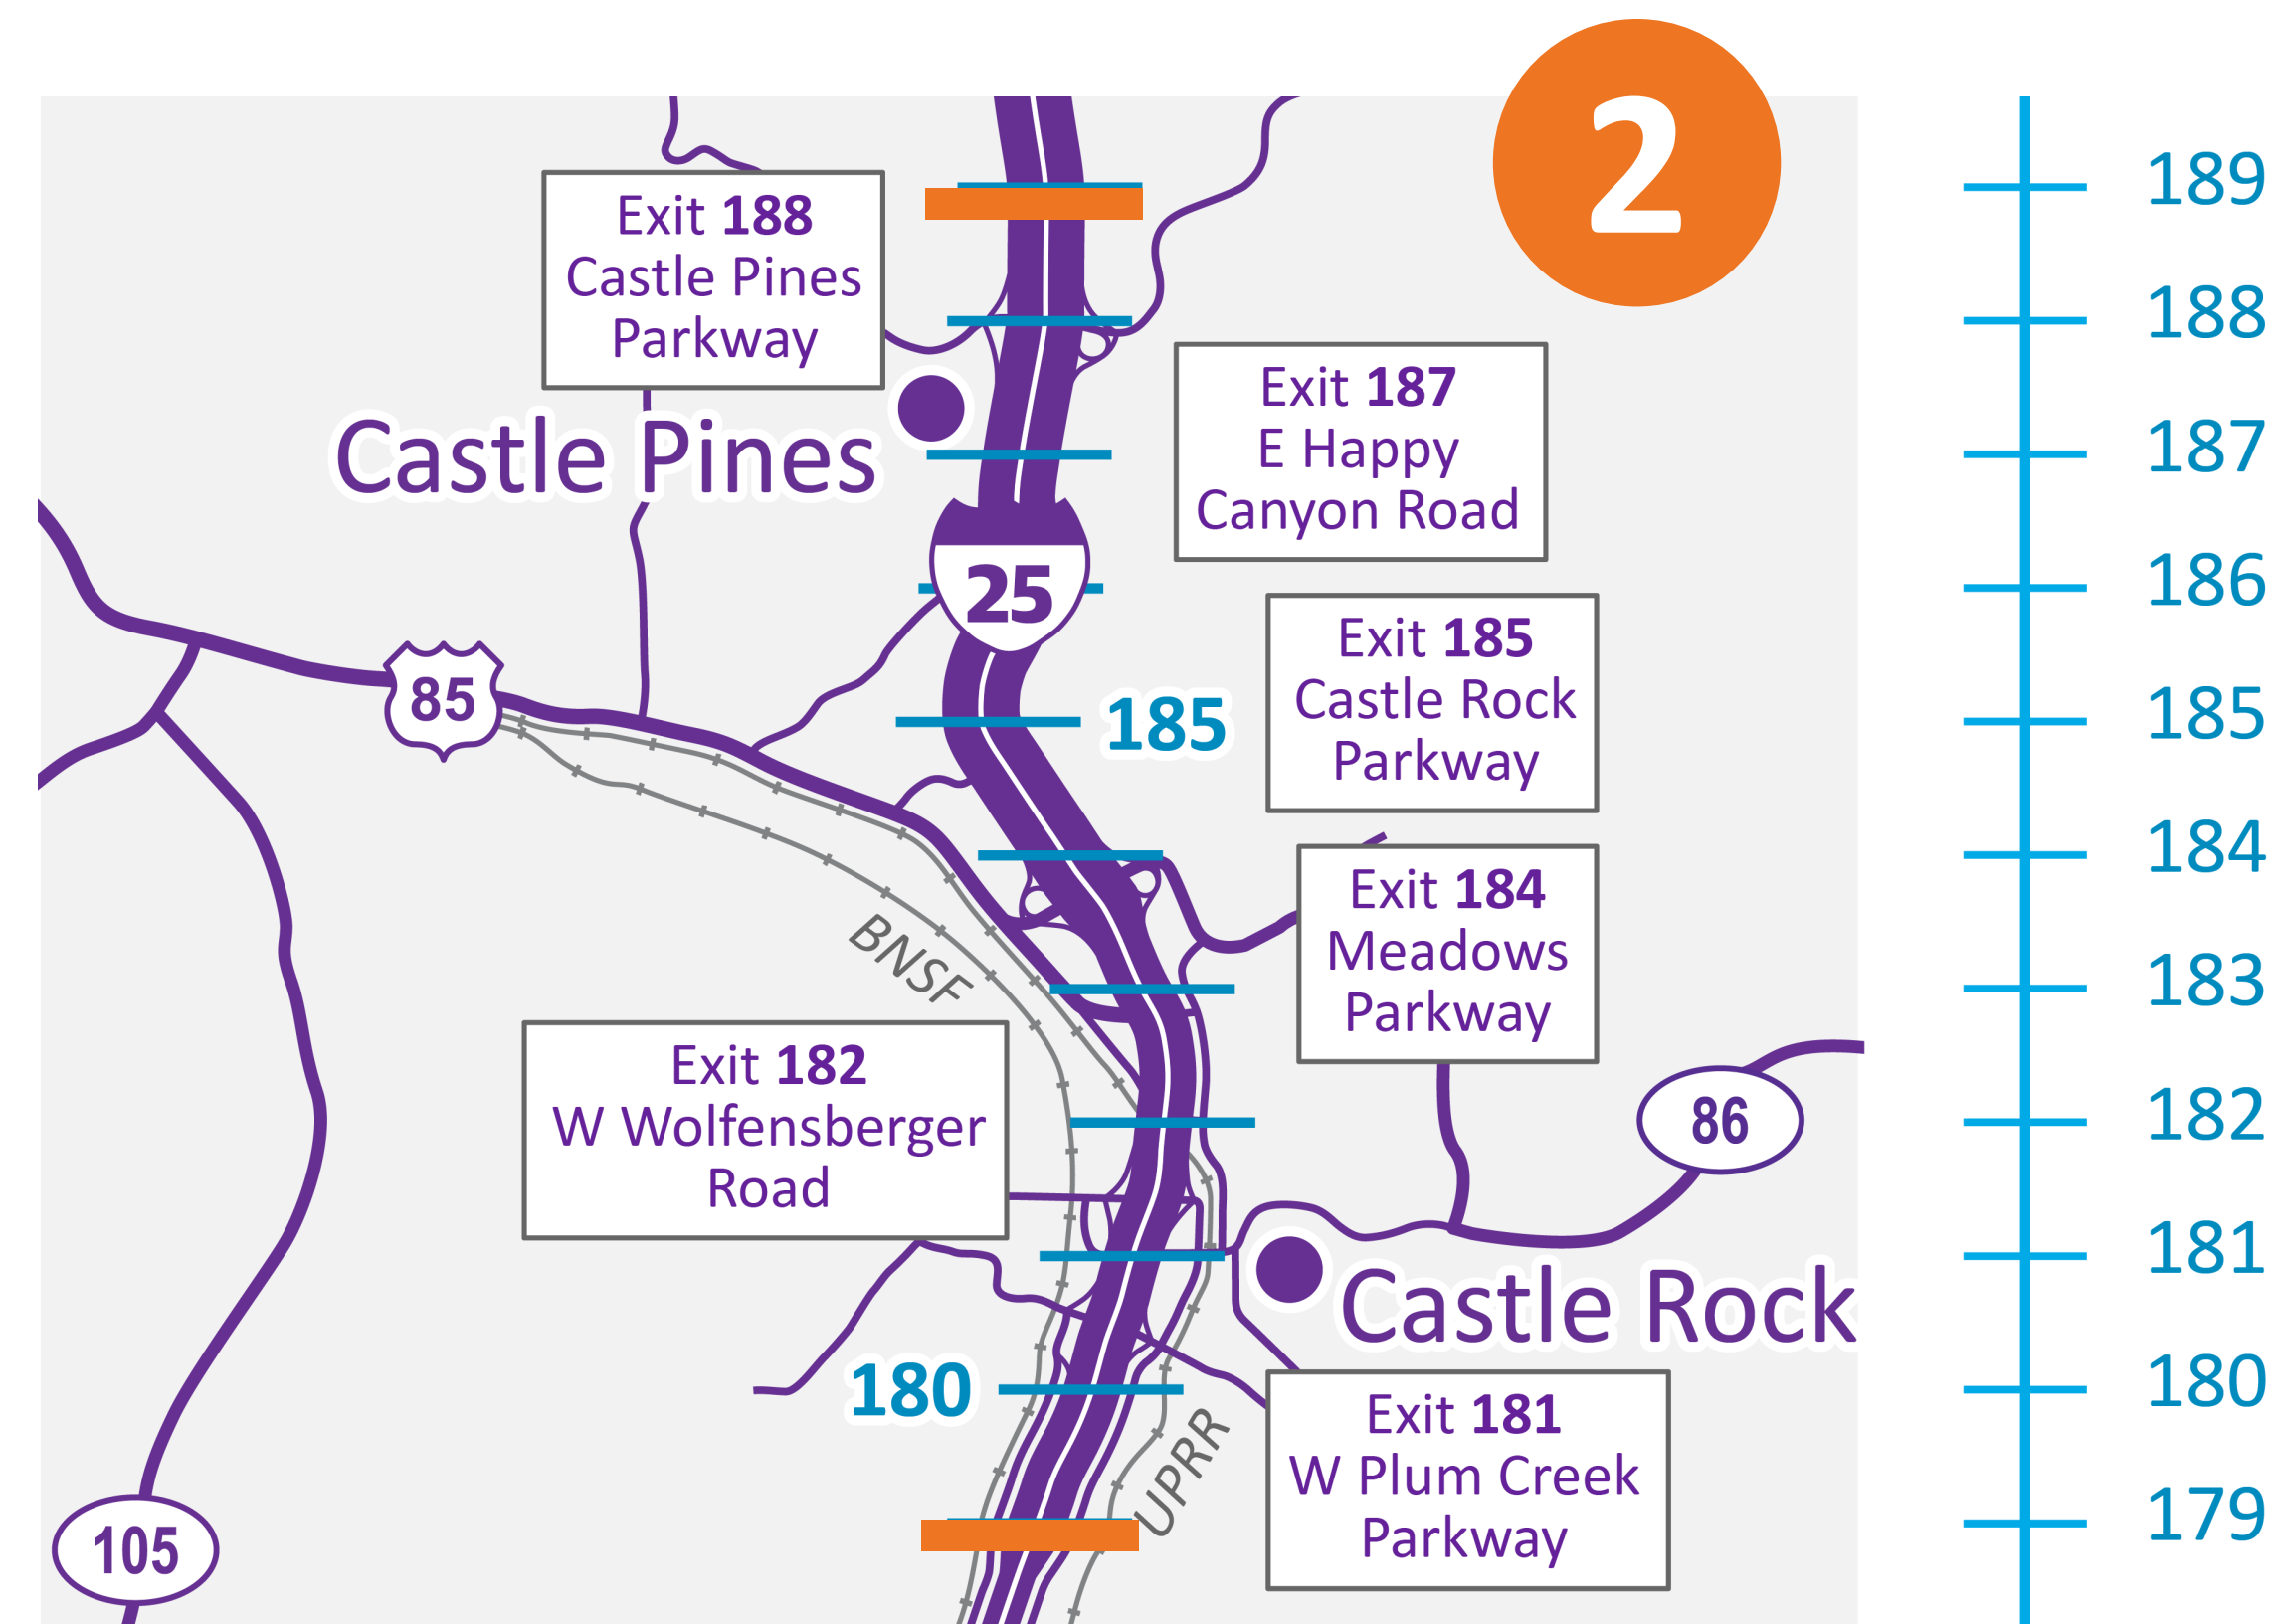 2
189
Exit 188
Castle Pines
Parkway
188
Exit 187
E Happy
Canyon Road
Castle Pines
187
25
186
Exit 185
Castle Rock
Parkway
85
185
185
Exit 184
Meadows
Parkway
184
BNSF
183
Exit 182
W Wolfensberger
Road
86
182
181
Castle Rock
180
180
Exit 181
W Plum Creek
Parkway
UPRR
105
179